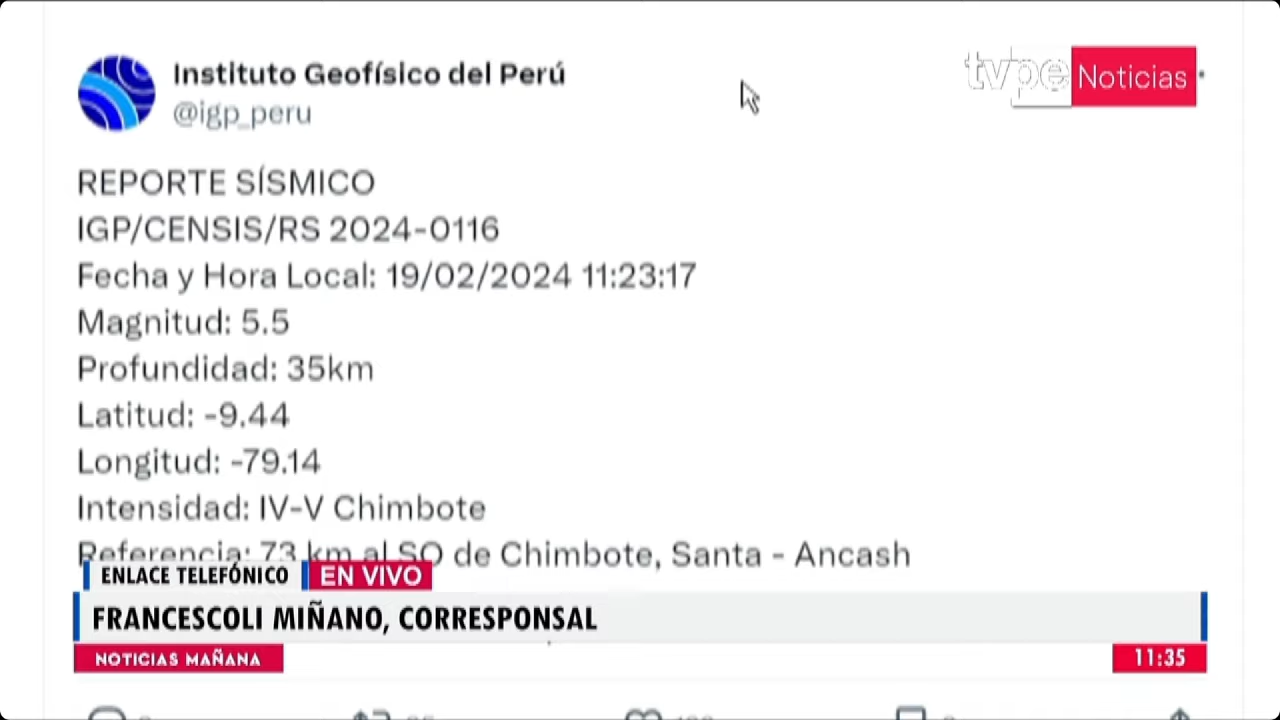 Instituto Geofísico del Perú
@igp_peru
tvpe Noticias
REPORTE SÍSMICO
IGP/CENSIS/RS 2024-0116
Fecha y Hora Local: 19/02/2024 11:23:17
Magnitud: 5.5
Profundidad: 35km
Latitud: -9.44
Longitud: -79.14
Intensidad: IV-V Chimbote
Referencia: 73 km al SO de Chimbote, Santa - Ancash
ENLACE TELEFÓNICO EN VIVO
FRANCESCOLI MIÑANO, CORRESPONSAL
NOTICIAS MAÑANA
11:35